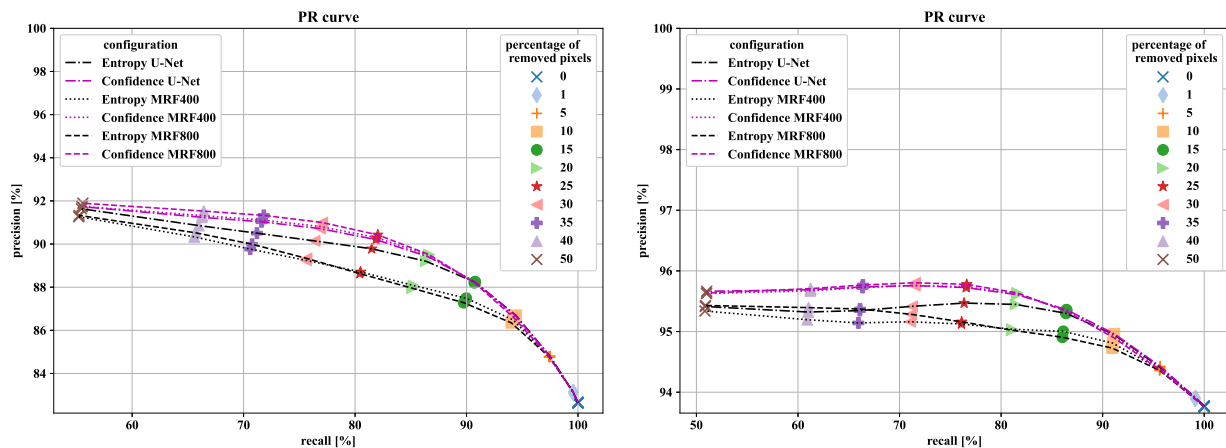 PR curve
100
98
96
94
92
90
88
86
84
precision [%]
60
70
80
90
100
recall [%]
configuration
Entropy U-Net
Confidence U-Net
Entropy MRF400
Confidence MRF400
Entropy MRF800
Confidence MRF800
percentage of
removed pixels
0
1
5
10
15
20
25
30
35
40
50
PR curve
100
99
98
97
96
95
94
precision [%]
50
60
70
80
90
100
recall [%]
configuration
Entropy U-Net
Confidence U-Net
Entropy MRF400
Confidence MRF400
Entropy MRF800
Confidence MRF800
percentage of
removed pixels
0
1
5
10
15
20
25
30
35
40
50